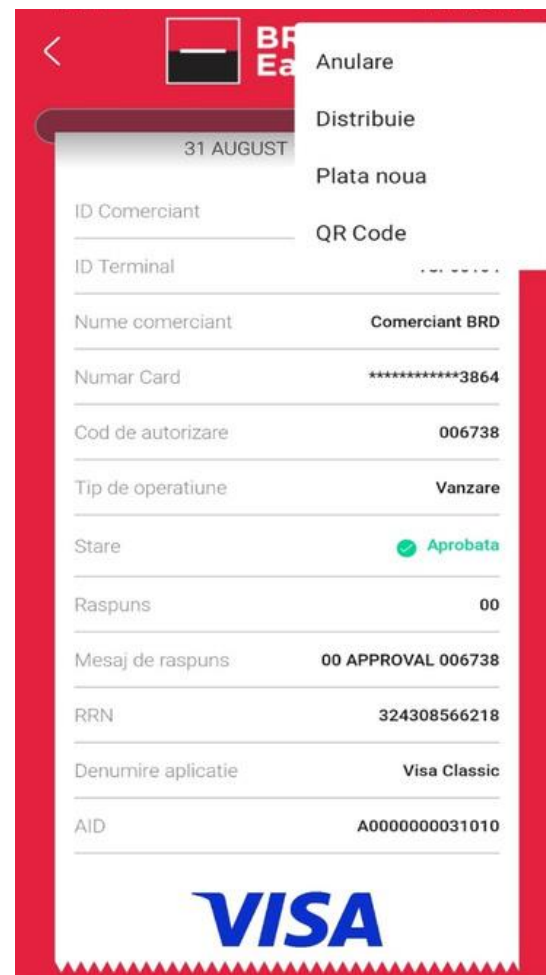 Anulare
Distribuie
Plata noua
QR Code
31 AUGUST
ID Comerciant
ID Terminal
Nume comerciant Comerciant BRD
Numar Card ************3864
Cod de autorizare 006738
Tip de operatiune Vanzare
Stare Aprobata
Raspuns 00
Mesaj de raspuns 00 APPROVAL 006738
RRN 324308566218
Denumire aplicatie Visa Classic
AID A0000000031010
VISA